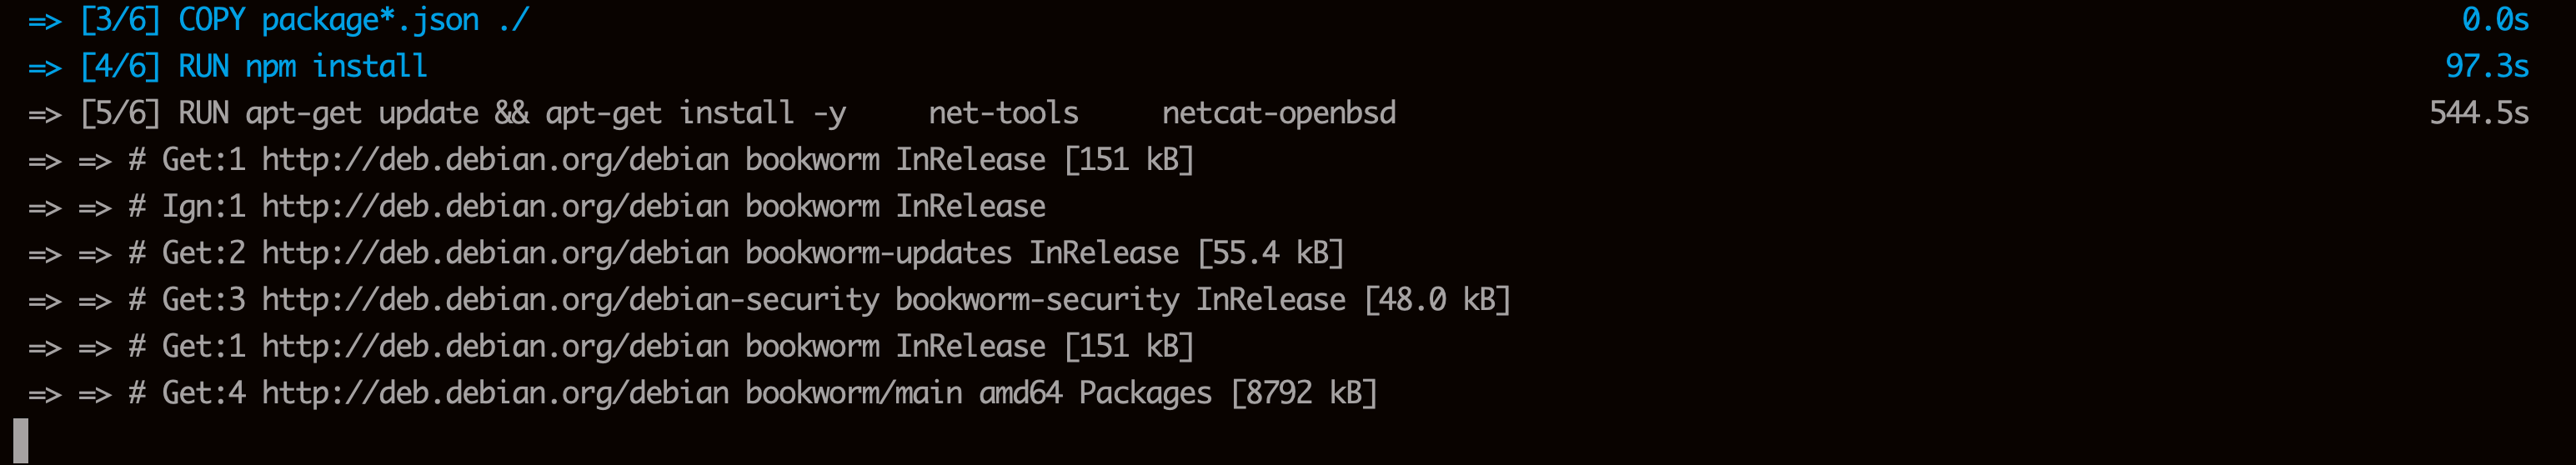 => [3/6] COPY package*.json ./ 0.0s
=> [4/6] RUN npm install 97.3s
=> [5/6] RUN apt-get update && apt-get install -y     net-tools     netcat-openbsd 544.5s
=> => # Get:1 http://deb.debian.org/debian bookworm InRelease [151 kB]
=> => # Ign:1 http://deb.debian.org/debian bookworm InRelease
=> => # Get:2 http://deb.debian.org/debian bookworm-updates InRelease [55.4 kB]
=> => # Get:3 http://deb.debian.org/debian-security bookworm-security InRelease [48.0 kB]
=> => # Get:1 http://deb.debian.org/debian bookworm InRelease [151 kB]
=> => # Get:4 http://deb.debian.org/debian bookworm/main amd64 Packages [8792 kB]